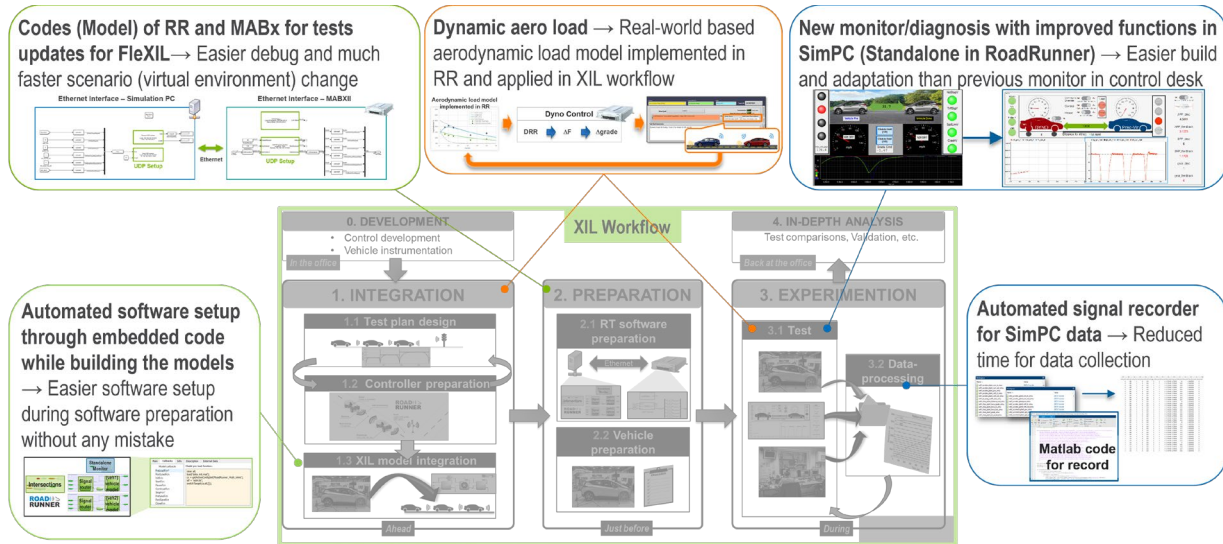 Codes (Model) of RR and MABx for tests
updates for FleXIL→ Easier debug and much
faster scenario (virtual environment) change
Ethernet Interface – Simulation PC
Ethernet Interface – MABXII
UDP Setup
Ethernet
UDP Setup
Dynamic aero load → Real-world based
aerodynamic load model implemented in
RR and applied in XIL workflow
Aerodynamic load model
implemented in RR
Dyno Control
DRR
ΔF
Δgrade
New monitor/diagnosis with improved functions in
SimPC (Standalone in RoadRunner) → Easier build
and adaptation than previous monitor in control desk
XIL Workflow
0. DEVELOPMENT
• Control development
• Vehicle instrumentation
In the office
4. IN-DEPTH ANALYSIS
Test comparisons, Validation, etc.
Back at the office
1. INTEGRATION
1.1 Test plan design
1.2 Controller preparation
ROAD RUNNER
1.3 XIL model integration
Ahead
2. PREPARATION
2.1 RT software
preparation
Ethernet
2.2 Vehicle
preparation
Just before
3. EXPERIMENTION
3.1 Test
3.2 Data-
processing
During
Automated software setup
through embedded code
while building the models
→ Easier software setup
during software preparation
without any mistake
Intersections
Signal
model
Signal
model
ROAD RUNNER
Automated signal recorder
for SimPC data → Reduced
time for data collection
Matlab code
for record